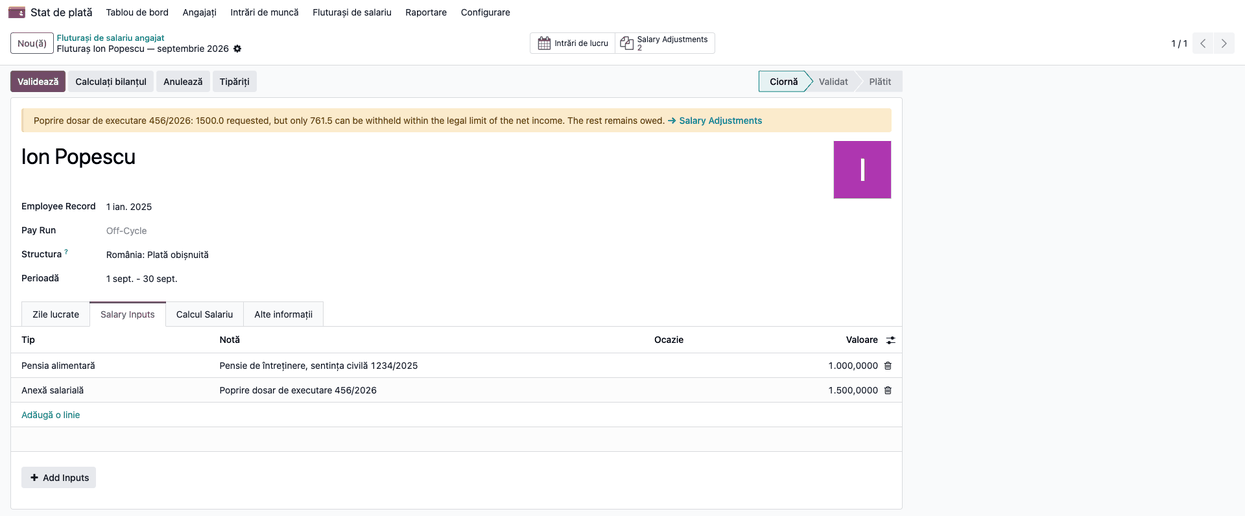 Stat de plată Tablou de bord Angajați Intrări de muncă Fluturași de salariu Raportare Configurare
Nou(ă) Fluturași de salariu angajat
Fluturaș Ion Popescu — septembrie 2026
Intrări de lucru Salary Adjustments
2
1 / 1
Validează Calculați bilanțul Anulează Tipăriți Ciornă Validat Plătit
Poprire dosar de executare 456/2026: 1500.0 requested, but only 761.5 can be withheld within the legal limit of the net income. The rest remains owed. → Salary Adjustments
Ion Popescu
I
Employee Record 1 ian. 2025
Pay Run Off-Cycle
Structura ? România: Plată obișnuită
Perioadă 1 sept. - 30 sept.
Zile lucrate Salary Inputs Calcul Salariu Alte informații
Tip Notă Ocazie Valoare
Pensia alimentară Pensie de întreținere, sentința civilă 1234/2025 1.000,0000
Anexă salarială Poprire dosar de executare 456/2026 1.500,0000
Adăugă o linie
+ Add Inputs